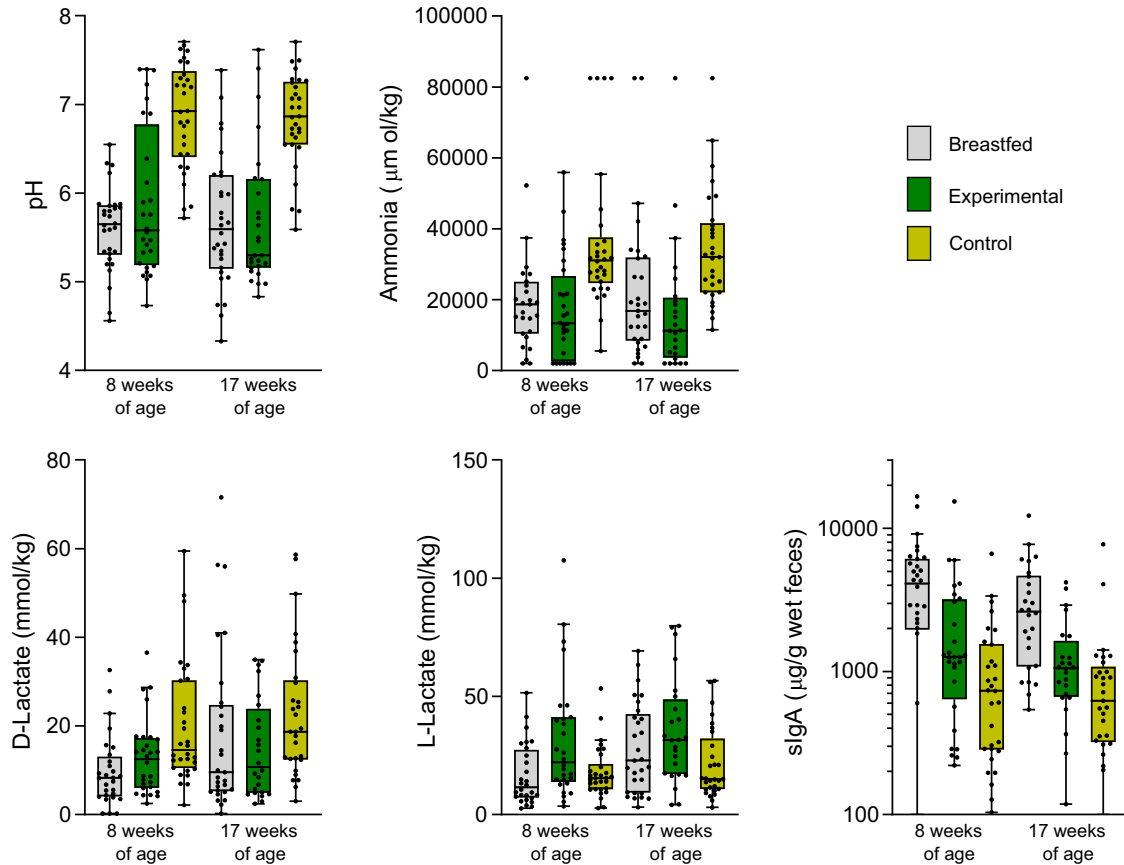 8
7
6
5
4
pH
8 weeks
of age
17 weeks
of age
100000
80000
60000
40000
20000
0
Ammonia ( μm ol/kg)
8 weeks
of age
17 weeks
of age
Breastfed
Experimental
Control
80
60
40
20
0
D-Lactate (mmol/kg)
8 weeks
of age
17 weeks
of age
150
100
50
0
L-Lactate (mmol/kg)
8 weeks
of age
17 weeks
of age
10000
1000
100
sIgA (μg/g wet feces)
8 weeks
of age
17 weeks
of age